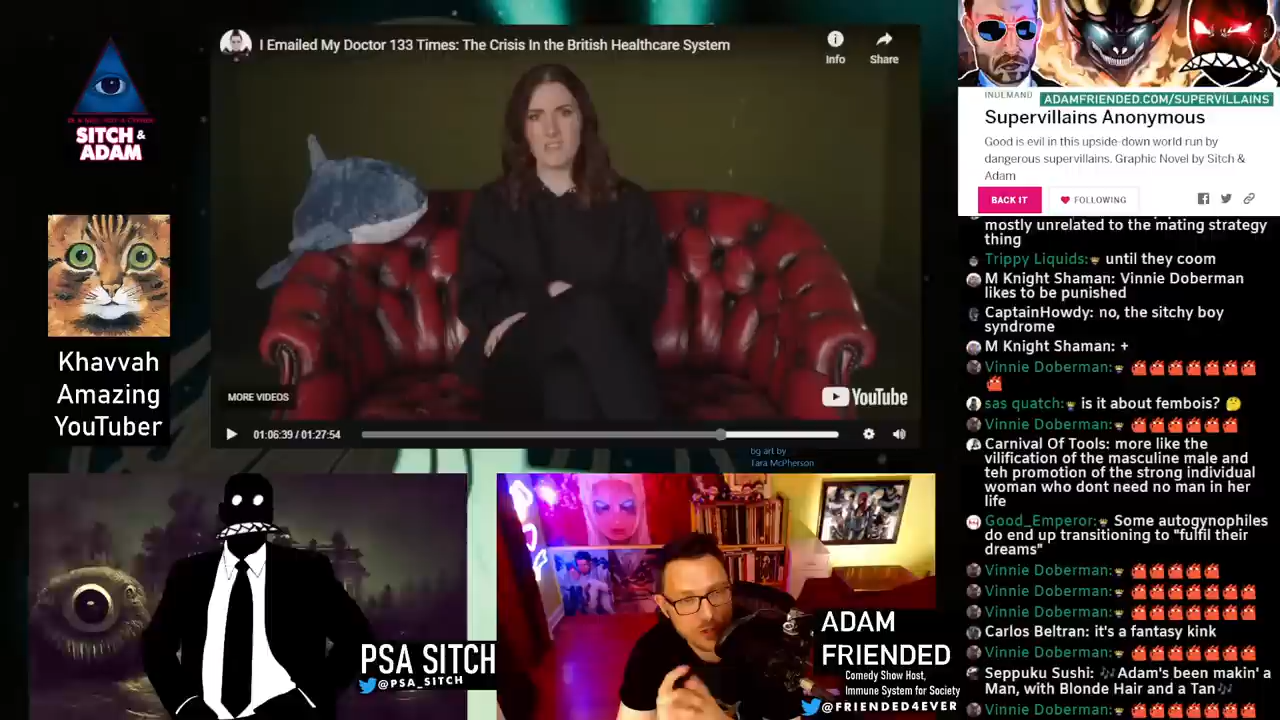 I Emailed My Doctor 133 Times: The Crisis In the British Healthcare System
Info
Share
SITCH &
ADAM
Khavvah
Amazing
YouTuber
MORE VIDEOS
YouTube
01:06:39 / 01:27:54
bg art by
Tara McPherson
PSA SITCH
@PSA_SITCH
ADAM
FRIENDED
Comedy Show Host,
Immune System for Society
@FRIENDED4EVER
INDEMAND
ADAMFRIENDED.COM/SUPERVILLAINS
Supervillains Anonymous
Good is evil in this upside-down world run by
dangerous supervillains. Graphic Novel by Sitch &
Adam
BACK IT
FOLLOWING
mostly unrelated to the mating strategy
thing
Trippy Liquids: until they coom
M Knight Shaman: Vinnie Doberman
likes to be punished
CaptainHowdy: no, the sitchy boy
syndrome
M Knight Shaman: +
Vinnie Doberman:
sas quatch: is it about fembois? 🤔
Vinnie Doberman:
Carnival Of Tools: more like the
vilification of the masculine male and
teh promotion of the strong individual
woman who dont need no man in her
life
Good_Emperor: Some autogynophiles
do end up transitioning to "fulfil their
dreams"
Vinnie Doberman:
Vinnie Doberman:
Vinnie Doberman:
Carlos Beltran: it's a fantasy kink
Vinnie Doberman:
Seppuku Sushi: 🎶Adam's been makin' a
Man, with Blonde Hair and a Tan🎶
Vinnie Doberman: